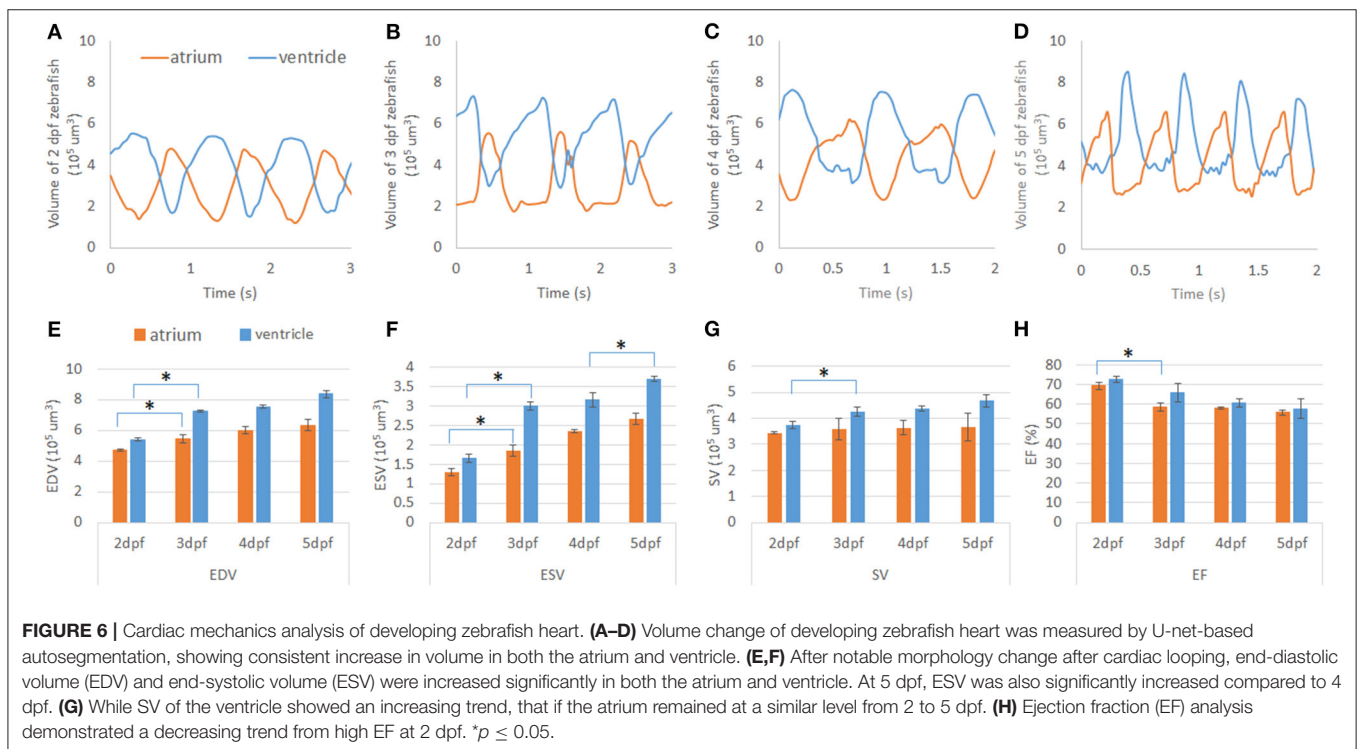 A
Volume of 2 dpf zebrafish
(10⁵ um³)
10
8
6
4
2
0
atrium
ventricle
0
1
2
3
Time (s)
B
Volume of 3 dpf zebrafish
(10⁵ um³)
10
8
6
4
2
0
0
1
2
3
Time (s)
C
Volume of 4 dpf zebrafish
(10⁵ um³)
10
8
6
4
2
0
0
0.5
1
1.5
2
Time (s)
D
Volume of 5 dpf zebrafish
(10⁵ um³)
10
8
6
4
2
0
0
0.5
1
1.5
2
Time (s)
E
atrium
ventricle
EDV (10⁵ um³)
10
8
6
4
2
0
*
*
2dpf
3dpf
4dpf
5dpf
EDV
F
ESV (10⁵ um³)
4
3.5
3
2.5
2
1.5
1
0.5
0
*
*
*
2dpf
3dpf
4dpf
5dpf
ESV
G
SV (10⁵ um³)
6
5
4
3
2
1
0
*
2dpf
3dpf
4dpf
5dpf
SV
H
EF (%)
80
70
60
50
40
30
20
10
0
*
2dpf
3dpf
4dpf
5dpf
EF
FIGURE 6 | Cardiac mechanics analysis of developing zebrafish heart. (A–D) Volume change of developing zebrafish heart was measured by U-net-based
autosegmentation, showing consistent increase in volume in both the atrium and ventricle. (E,F) After notable morphology change after cardiac looping, end-diastolic
volume (EDV) and end-systolic volume (ESV) were increased significantly in both the atrium and ventricle. At 5 dpf, ESV was also significantly increased compared to 4
dpf. (G) While SV of the ventricle showed an increasing trend, that if the atrium remained at a similar level from 2 to 5 dpf. (H) Ejection fraction (EF) analysis
demonstrated a decreasing trend from high EF at 2 dpf. *p ≤ 0.05.